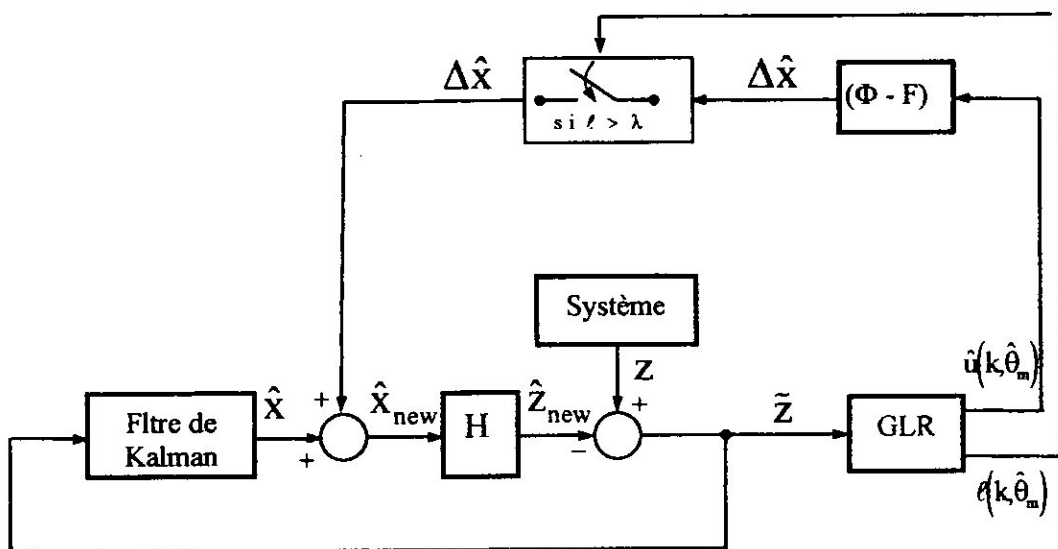 Δx̂
si ℓ > λ
Δx̂
(Φ - F)
Système
z
û(k,θ̂ₘ)
Fltre de
Kalman
x̂
+
+
x̂new
H
ẑnew
+
−
z̃
GLR
ℓ(k,θ̂ₘ)